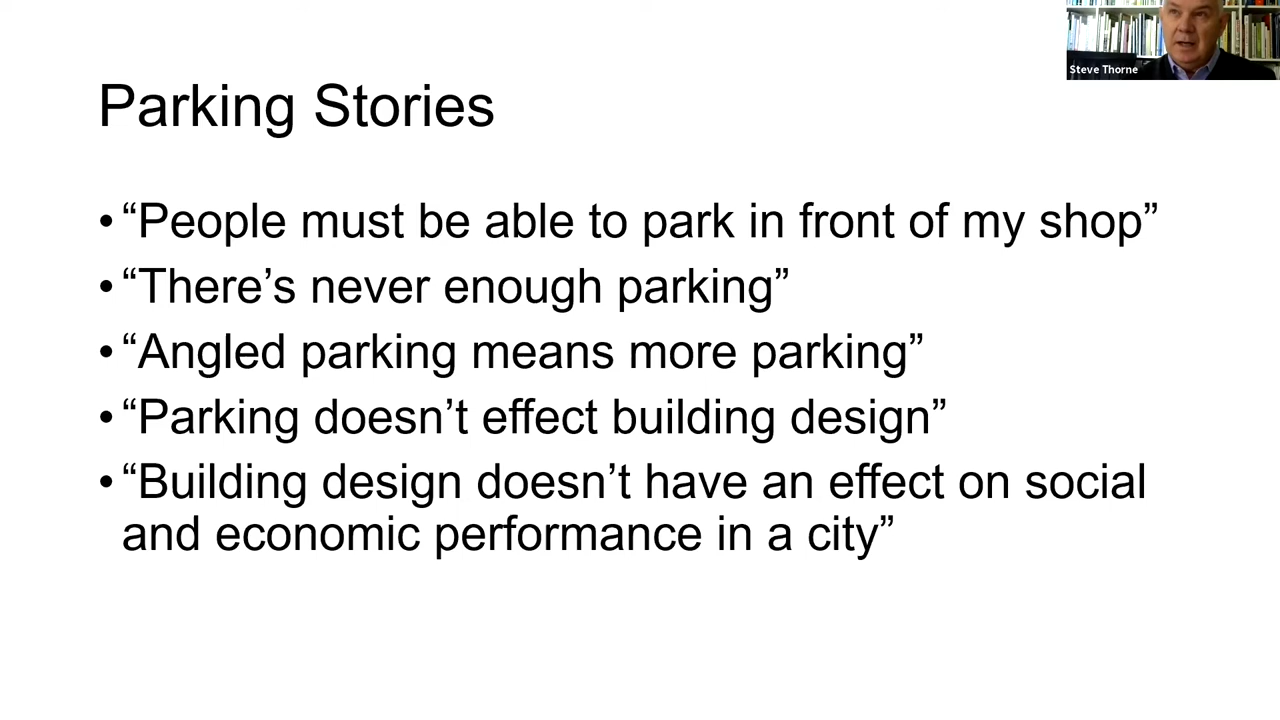 Steve Thorne
Parking Stories
•“People must be able to park in front of my shop”
•“There’s never enough parking”
•“Angled parking means more parking”
•“Parking doesn’t effect building design”
•“Building design doesn’t have an effect on social
and economic performance in a city”